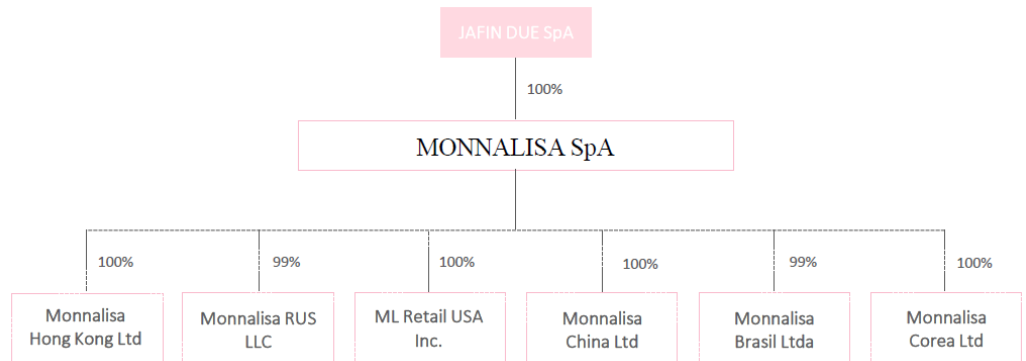 JAFIN DUE SpA
100%
MONNALISA SpA
100%
99%
100%
100%
99%
100%
Monnalisa
Hong Kong Ltd
Monnalisa RUS
LLC
ML Retail USA
Inc.
Monnalisa
China Ltd
Monnalisa
Brasil Ltda
Monnalisa
Corea Ltd